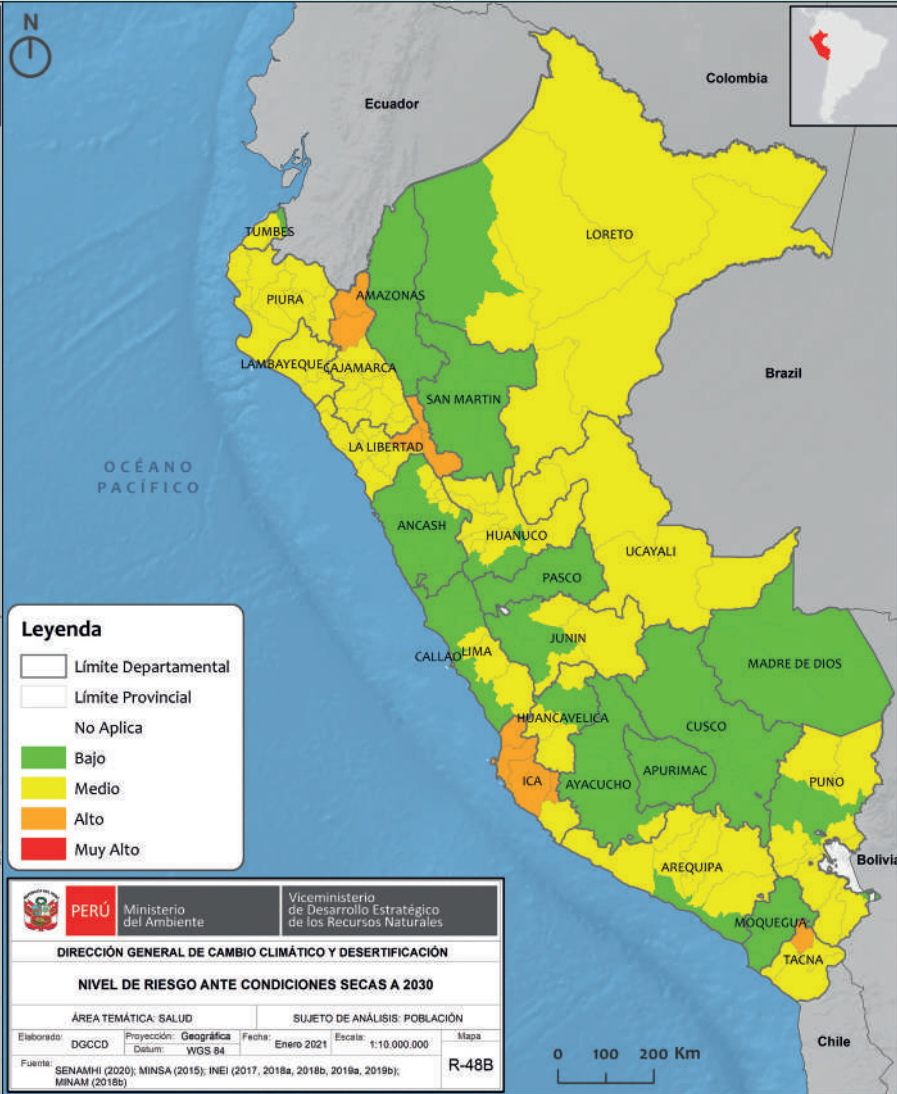 N
Colombia
Ecuador
LORETO
TUMBES
PIURA
AMAZONAS
LAMBAYEQUE
CAJAMARCA
Brazil
SAN MARTIN
LA LIBERTAD
OCÉANO
PACÍFICO
ANCASH
HUANUCO
UCAYALI
PASCO
JUNIN
CALLAO
LIMA
MADRE DE DIOS
HUANCAVELICA
CUSCO
ICA
AYACUCHO
APURIMAC
PUNO
AREQUIPA
Bolivia
MOQUEGUA
TACNA
Chile
Leyenda
Límite Departamental
Límite Provincial
No Aplica
Bajo
Medio
Alto
Muy Alto
PERÚ
Ministerio
del Ambiente
Viceministerio
de Desarrollo Estratégico
de los Recursos Naturales
DIRECCIÓN GENERAL DE CAMBIO CLIMÁTICO Y DESERTIFICACIÓN
NIVEL DE RIESGO ANTE CONDICIONES SECAS A 2030
ÁREA TEMÁTICA: SALUD
SUJETO DE ANÁLISIS: POBLACIÓN
Elaborado: DGCCD
Proyección: Geográfica
Datum: WGS 84
Fecha: Enero 2021
Escala: 1:10.000.000
Mapa
R-48B
Fuente: SENAMHI (2020); MINSA (2015); INEI (2017, 2018a, 2018b, 2019a, 2019b);
MINAM (2018b)
0 100 200 Km